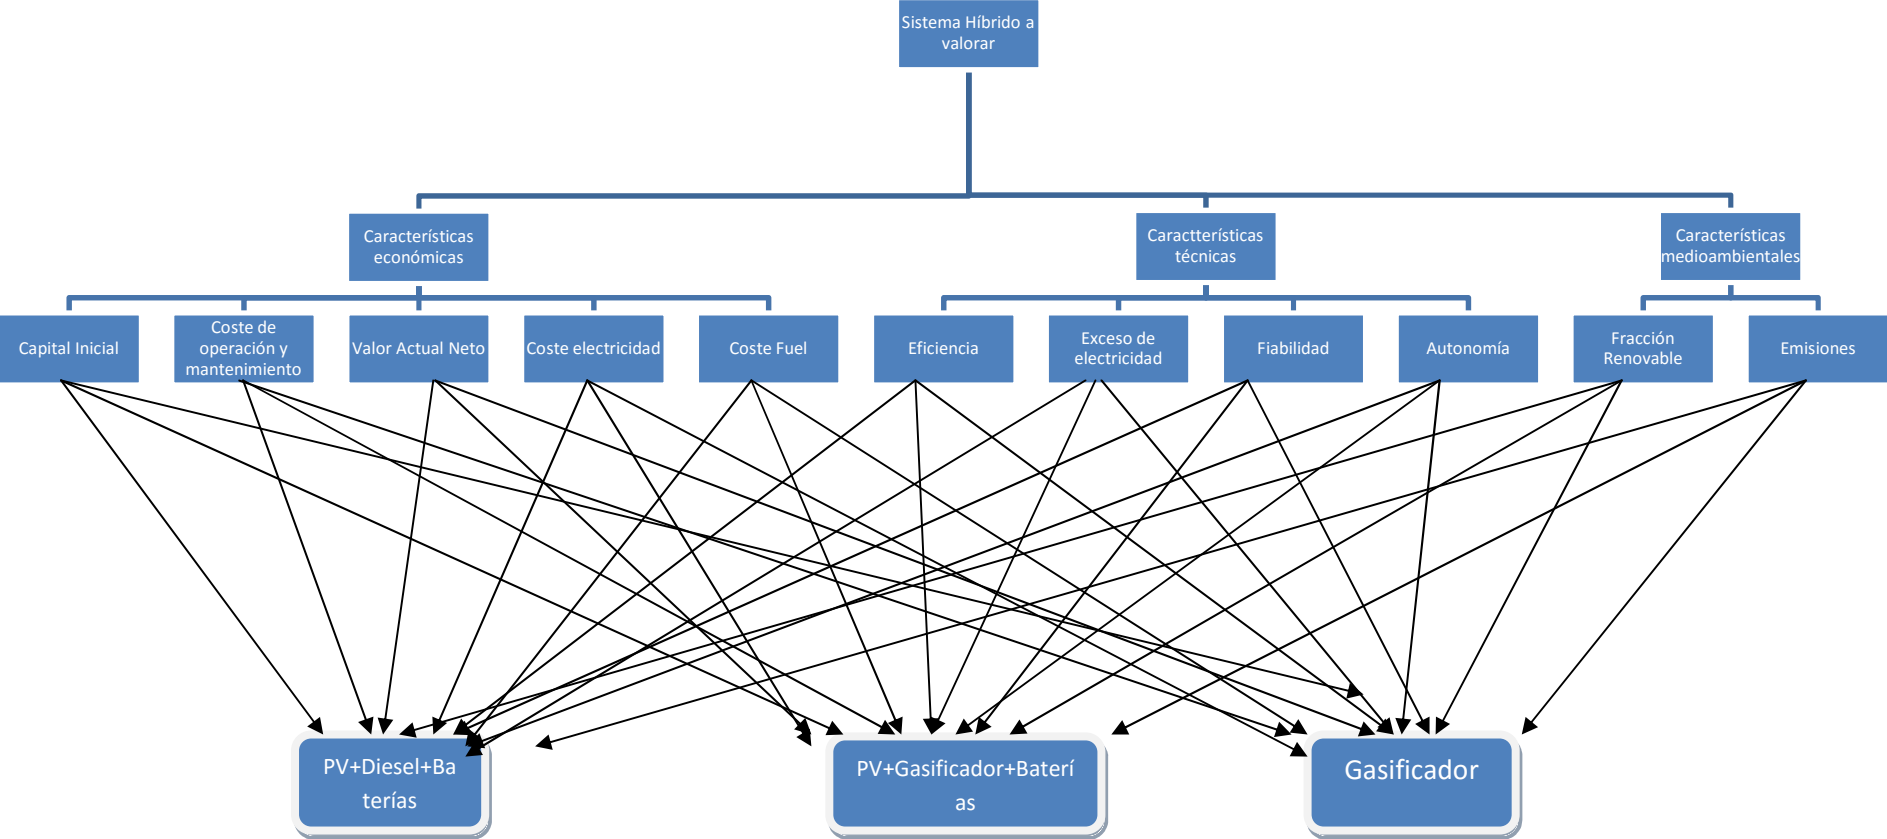 Sistema Híbrido a
valorar
Características
económicas
Caracttterísticas
técnicas
Características
medioambientales
Capital Inicial
Coste de
operación y
mantenimiento
Valor Actual Neto
Coste electricidad
Coste Fuel
Eficiencia
Exceso de
electricidad
Fiabilidad
Autonomía
Fracción
Renovable
Emisiones
PV+Diesel+Ba
terías
PV+Gasificador+Baterí
as
Gasificador